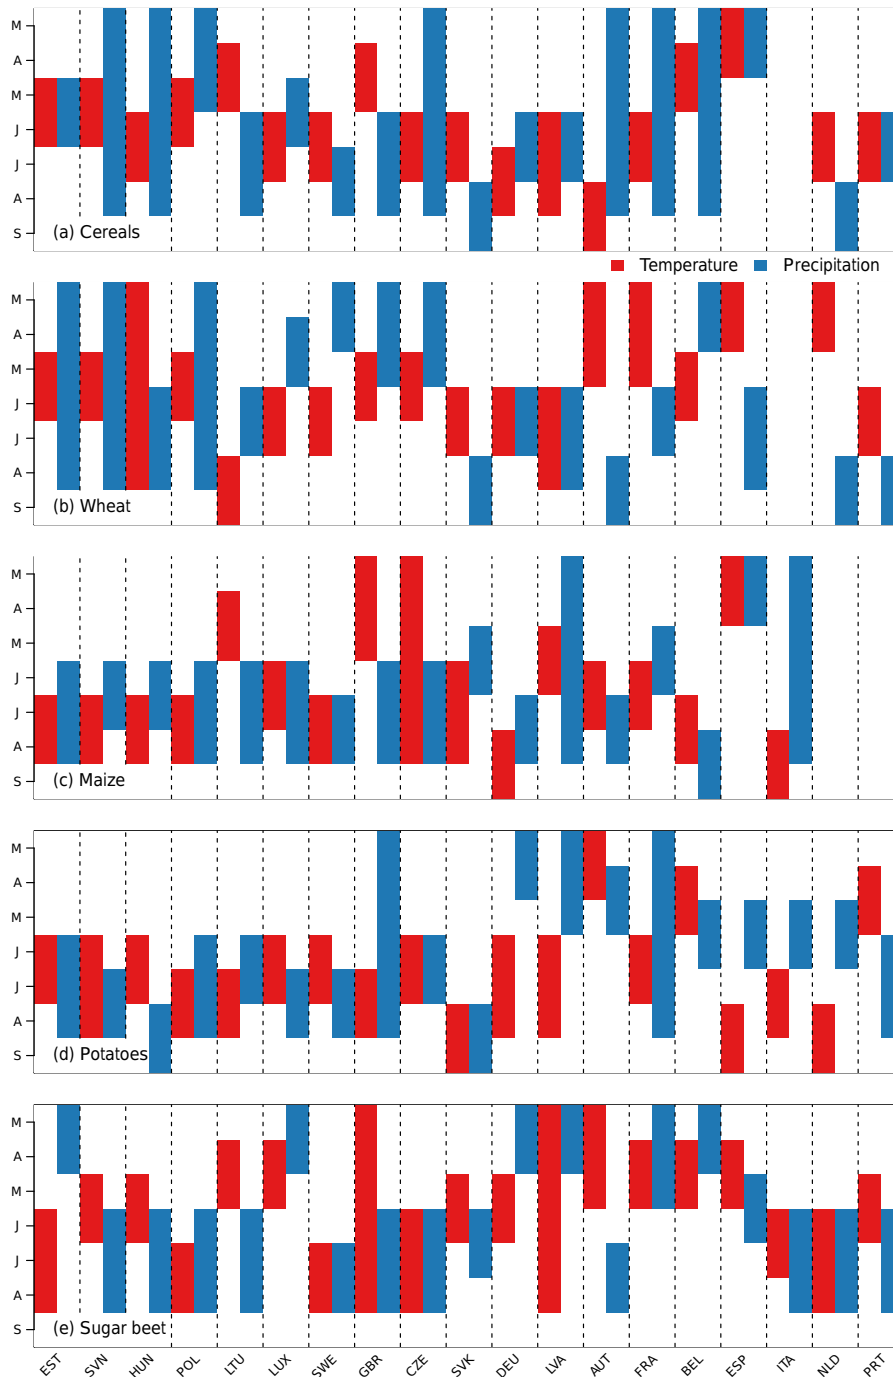 M
A
M
J
J
A
S
(a) Cereals
Temperature Precipitation
M
A
M
J
J
A
S
(b) Wheat
M
A
M
J
J
A
S
(c) Maize
M
A
M
J
J
A
S
(d) Potatoes
M
A
M
J
J
A
S
(e) Sugar beet
EST SVN HUN POL LTU LUX SWE GBR CZE SVK DEU LVA AUT FRA BEL ESP ITA NLD PRT